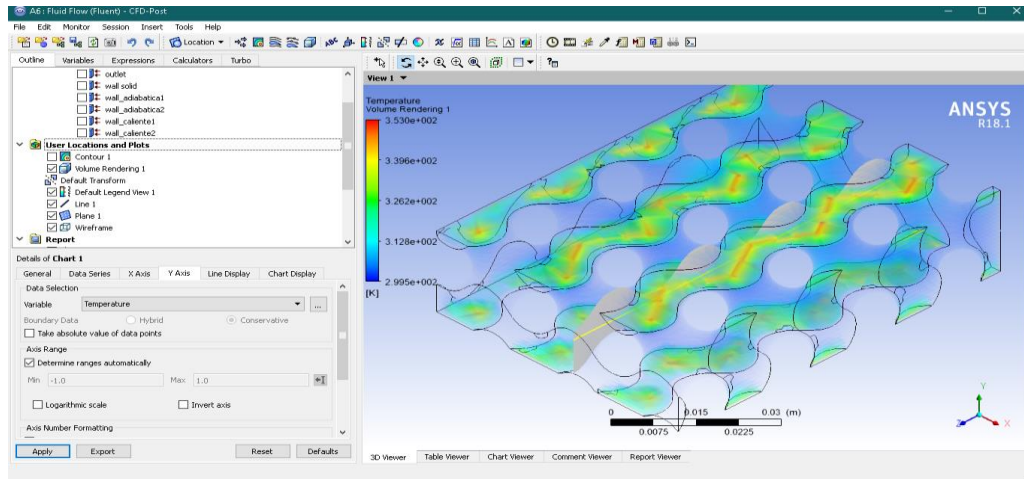 A6 : Fluid Flow (Fluent) - CFD-Post
File Edit Monitor Session Insert Tools Help
Location
Outline Variables Expressions Calculators Turbo
outlet
wall solid
wall_adiabatica1
wall_adiabatica2
wall_caliente1
wall_caliente2
User Locations and Plots
Contour 1
Volume Rendering 1
Default Transform
Default Legend View 1
Line 1
Plane 1
Wireframe
Report
Details of Chart 1
General Data Series X Axis Y Axis Line Display Chart Display
Data Selection
Variable Temperature ...
Boundary Data Hybrid Conservative
Take absolute value of data points
Axis Range
Determine ranges automatically
Min -1.0 Max 1.0
Logarithmic scale Invert axis
Axis Number Formatting
Apply Export Reset Defaults
View 1
Temperature
Volume Rendering 1
3.530e+002
3.396e+002
3.262e+002
3.128e+002
2.995e+002
[K]
ANSYS
R18.1
0 0.015 0.03 (m)
0.0075 0.0225
Y
Z X
3D Viewer Table Viewer Chart Viewer Comment Viewer Report Viewer